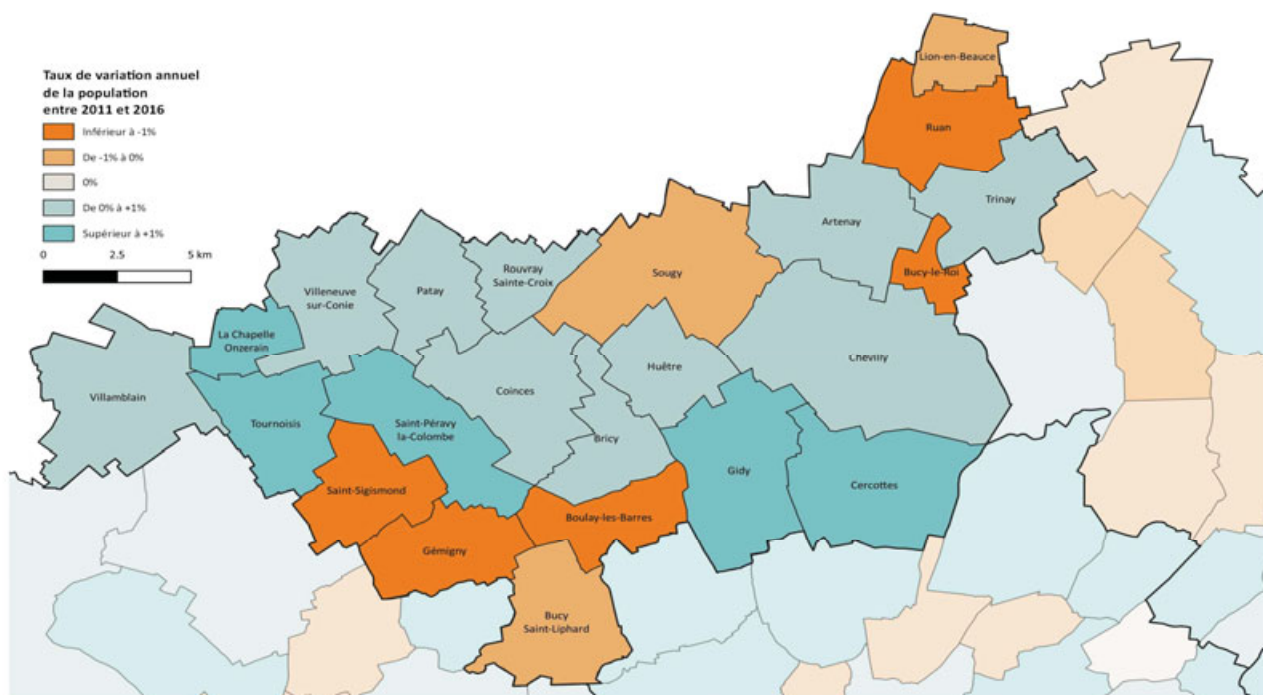 Taux de variation annuel
de la population
entre 2011 et 2016
Inférieur à -1%
De -1% à 0%
0%
De 0% à +1%
Supérieur à +1%
0 2.5 5 km
Lion-en-Beauce
Ruan
Trinay
Artenay
Bucy-le-Roi
Sougy
Rouvray
Sainte-Croix
Patay
Villeneuve
sur-Conie
La Chapelle
Onzerain
Villamblain
Tournoisis
Saint-Péravy
la-Colombe
Coinces
Huêtre
Chevilly
Bricy
Gidy
Cercottes
Saint-Sigismond
Boulay-les-Barres
Gémigny
Bucy
Saint-Liphard